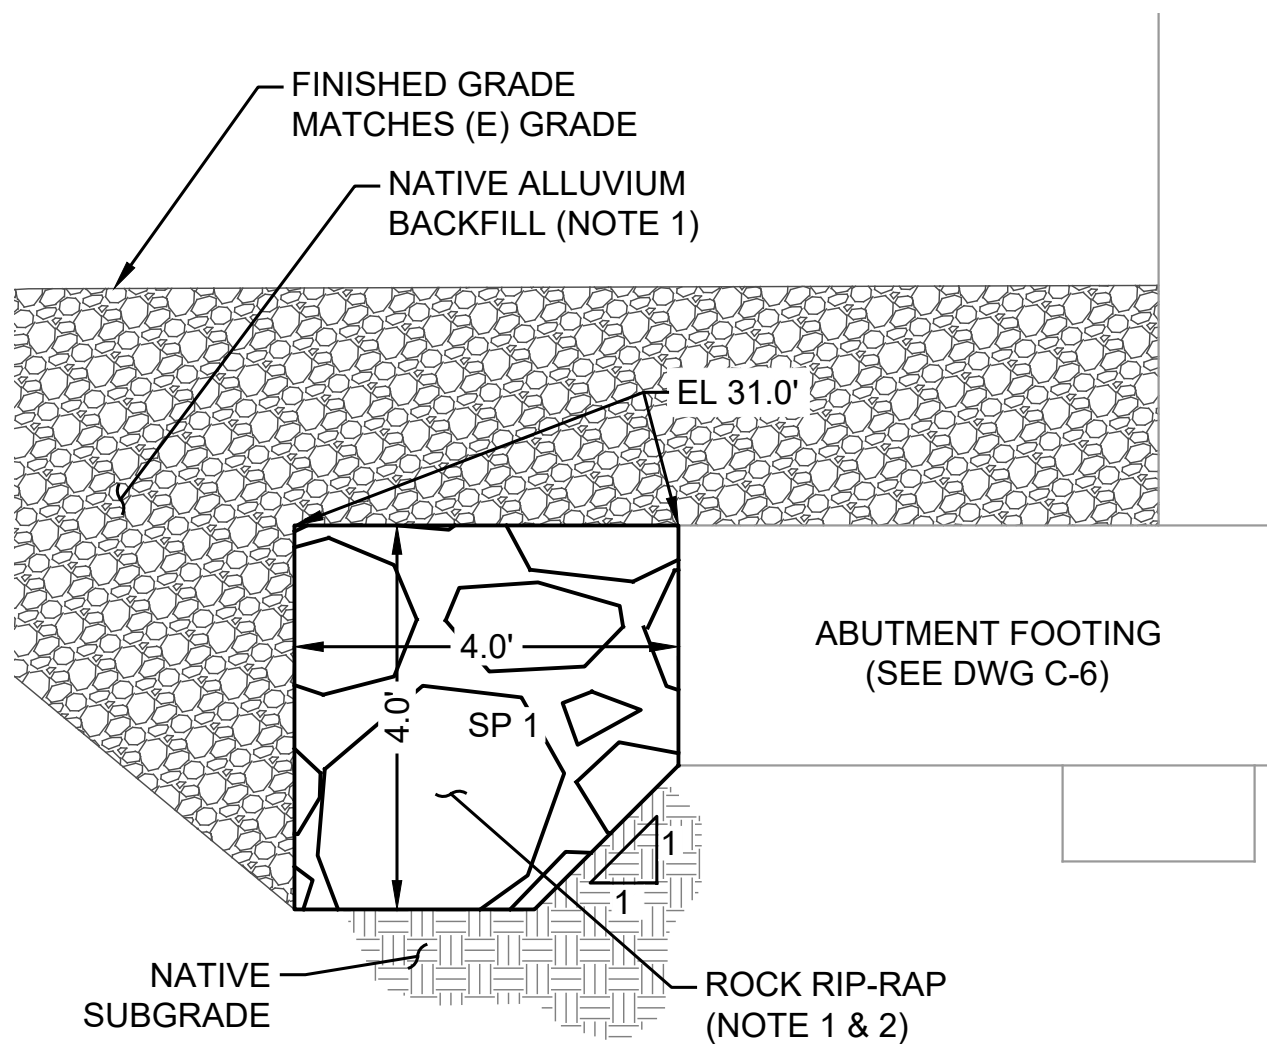 FINISHED GRADE
MATCHES (E) GRADE
NATIVE ALLUVIUM
BACKFILL (NOTE 1)
EL 31.0'
ABUTMENT FOOTING
(SEE DWG C-6)
4.0'
4.0'
SP 1
1
1
NATIVE
SUBGRADE
ROCK RIP-RAP
(NOTE 1 & 2)